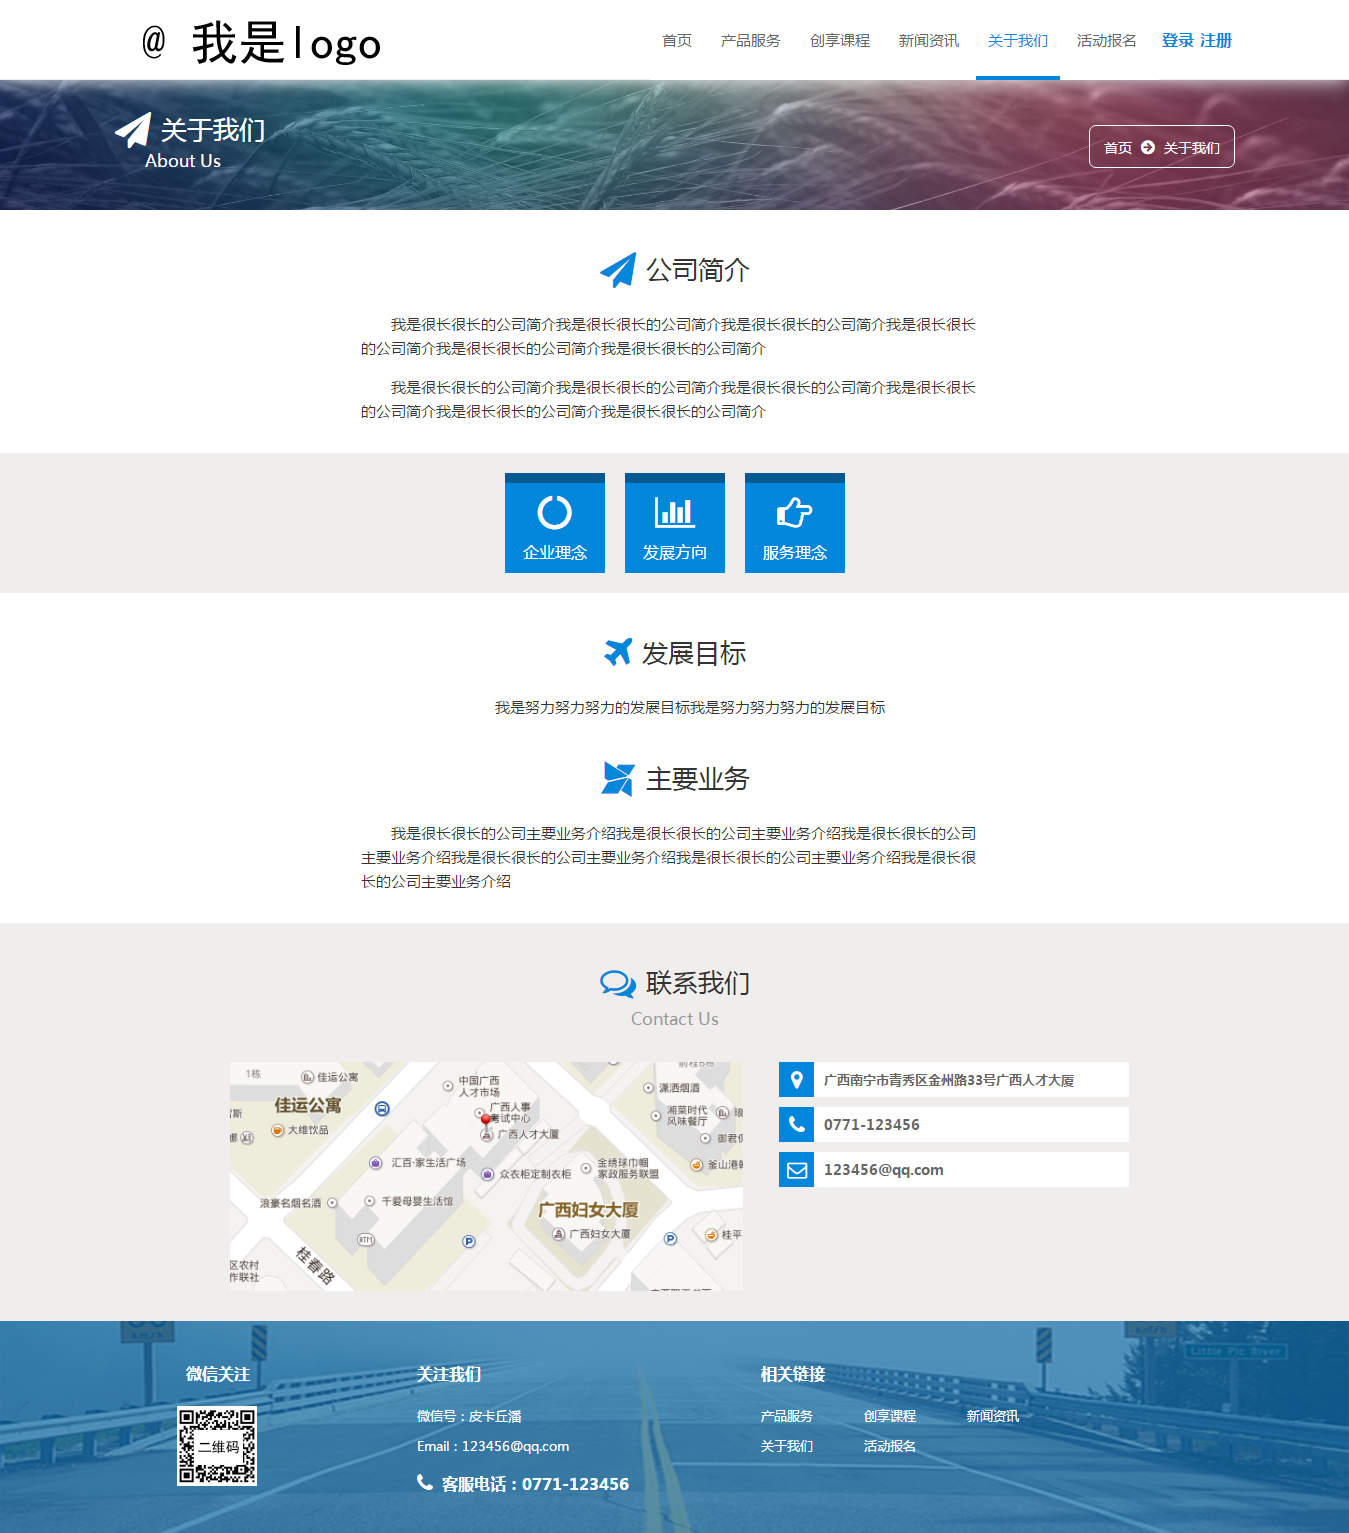 @ 我是logo
首页 产品服务 创享课程 新闻资讯 关于我们 活动报名 登录 注册
关于我们
About Us
首页 关于我们
公司简介
我是很长很长的公司简介我是很长很长的公司简介我是很长很长的公司简介我是很长很长
的公司简介我是很长很长的公司简介我是很长很长的公司简介
我是很长很长的公司简介我是很长很长的公司简介我是很长很长的公司简介我是很长很长
的公司简介我是很长很长的公司简介我是很长很长的公司简介
企业理念 发展方向 服务理念
发展目标
我是努力努力努力的发展目标我是努力努力努力的发展目标
主要业务
我是很长很长的公司主要业务介绍我是很长很长的公司主要业务介绍我是很长很长的公司
主要业务介绍我是很长很长的公司主要业务介绍我是很长很长的公司主要业务介绍我是很长很
长的公司主要业务介绍
联系我们
Contact Us
1栋
佳运公寓
佳运公寓
大维饮品
中国广西
人才市场
广西人事
考试中心
广西人才大厦
潇洒烟酒
湘菜时代
风味餐厅
汇百·家生活广场
众衣柜定制衣柜
金绣球巾帼
家政服务联盟
釜山港
浪豪名烟名酒
千爱母婴生活馆
广西妇女大厦
广西妇女大厦
桂平
BTM
P
P
桂春路
区农村
作联社
广西南宁市青秀区金州路33号广西人才大厦
0771-123456
123456@qq.com
微信关注
二维码
关注我们
微信号：皮卡丘潘
Email：123456@qq.com
客服电话：0771-123456
相关链接
产品服务 创享课程 新闻资讯
关于我们 活动报名
km/h
km/h
Little Pic River